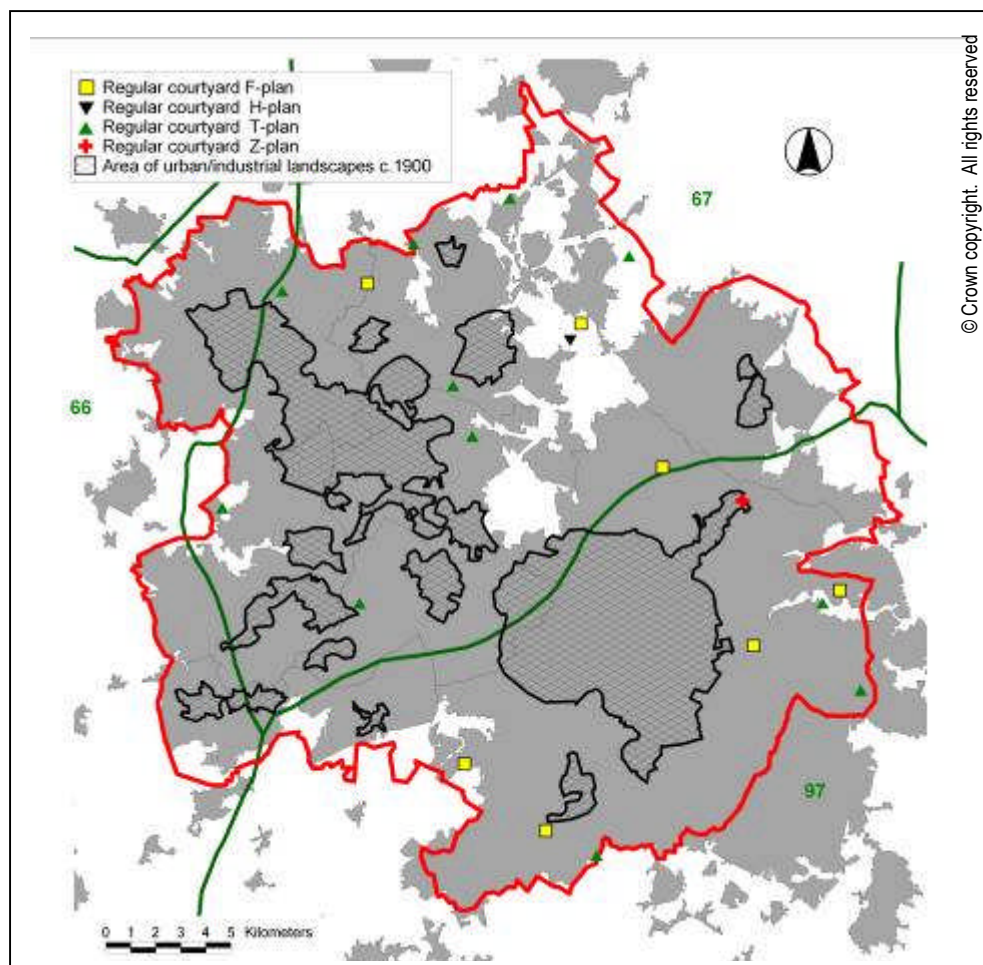 Regular courtyard F-plan
Regular courtyard H-plan
Regular courtyard T-plan
Regular courtyard Z-plan
Area of urban/industrial landscapes c.1900
67
66
97
0 1 2 3 4 5 Kilometers
© Crown copyright. All rights reserved